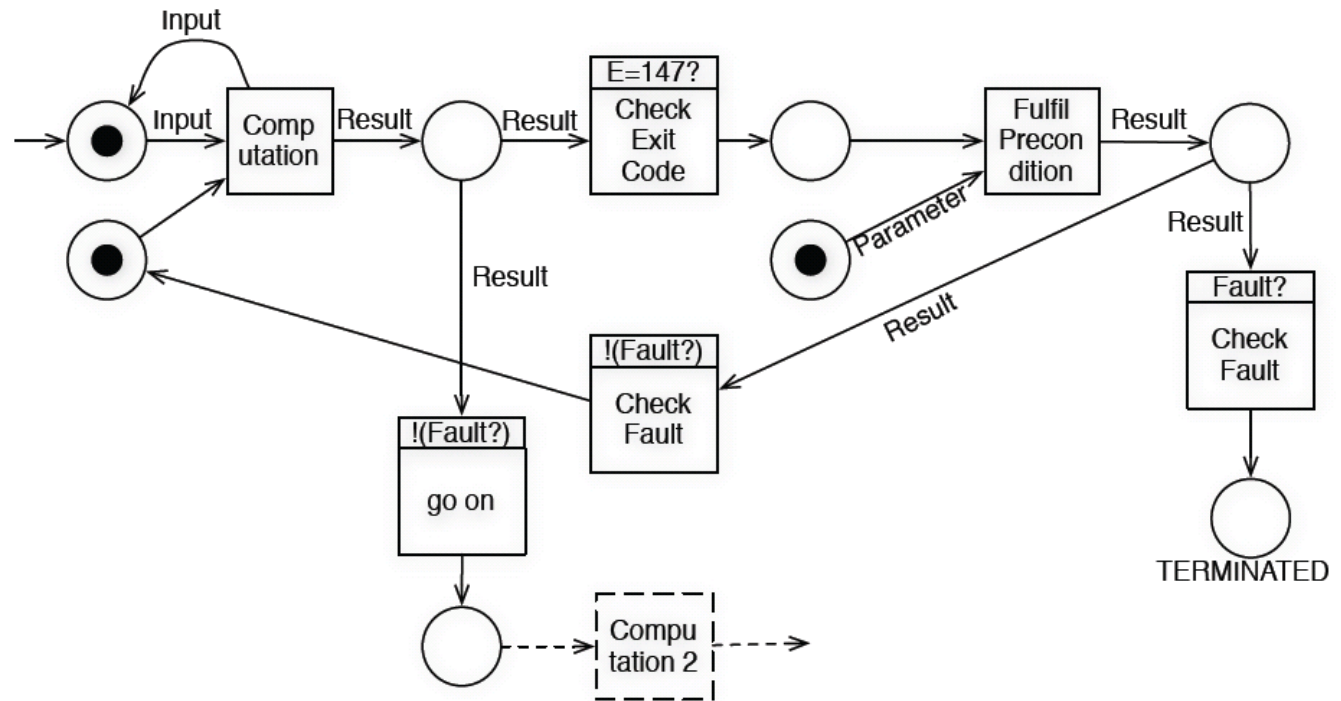 Input
Input
Comp
utation
Result
Result
E=147?
Check
Exit
Code
Fulfil
Precon
dition
Result
Parameter
Result
Result
Result
Fault?
Check
Fault
!(Fault?)
Check
Fault
!(Fault?)
go on
TERMINATED
Compu
tation 2